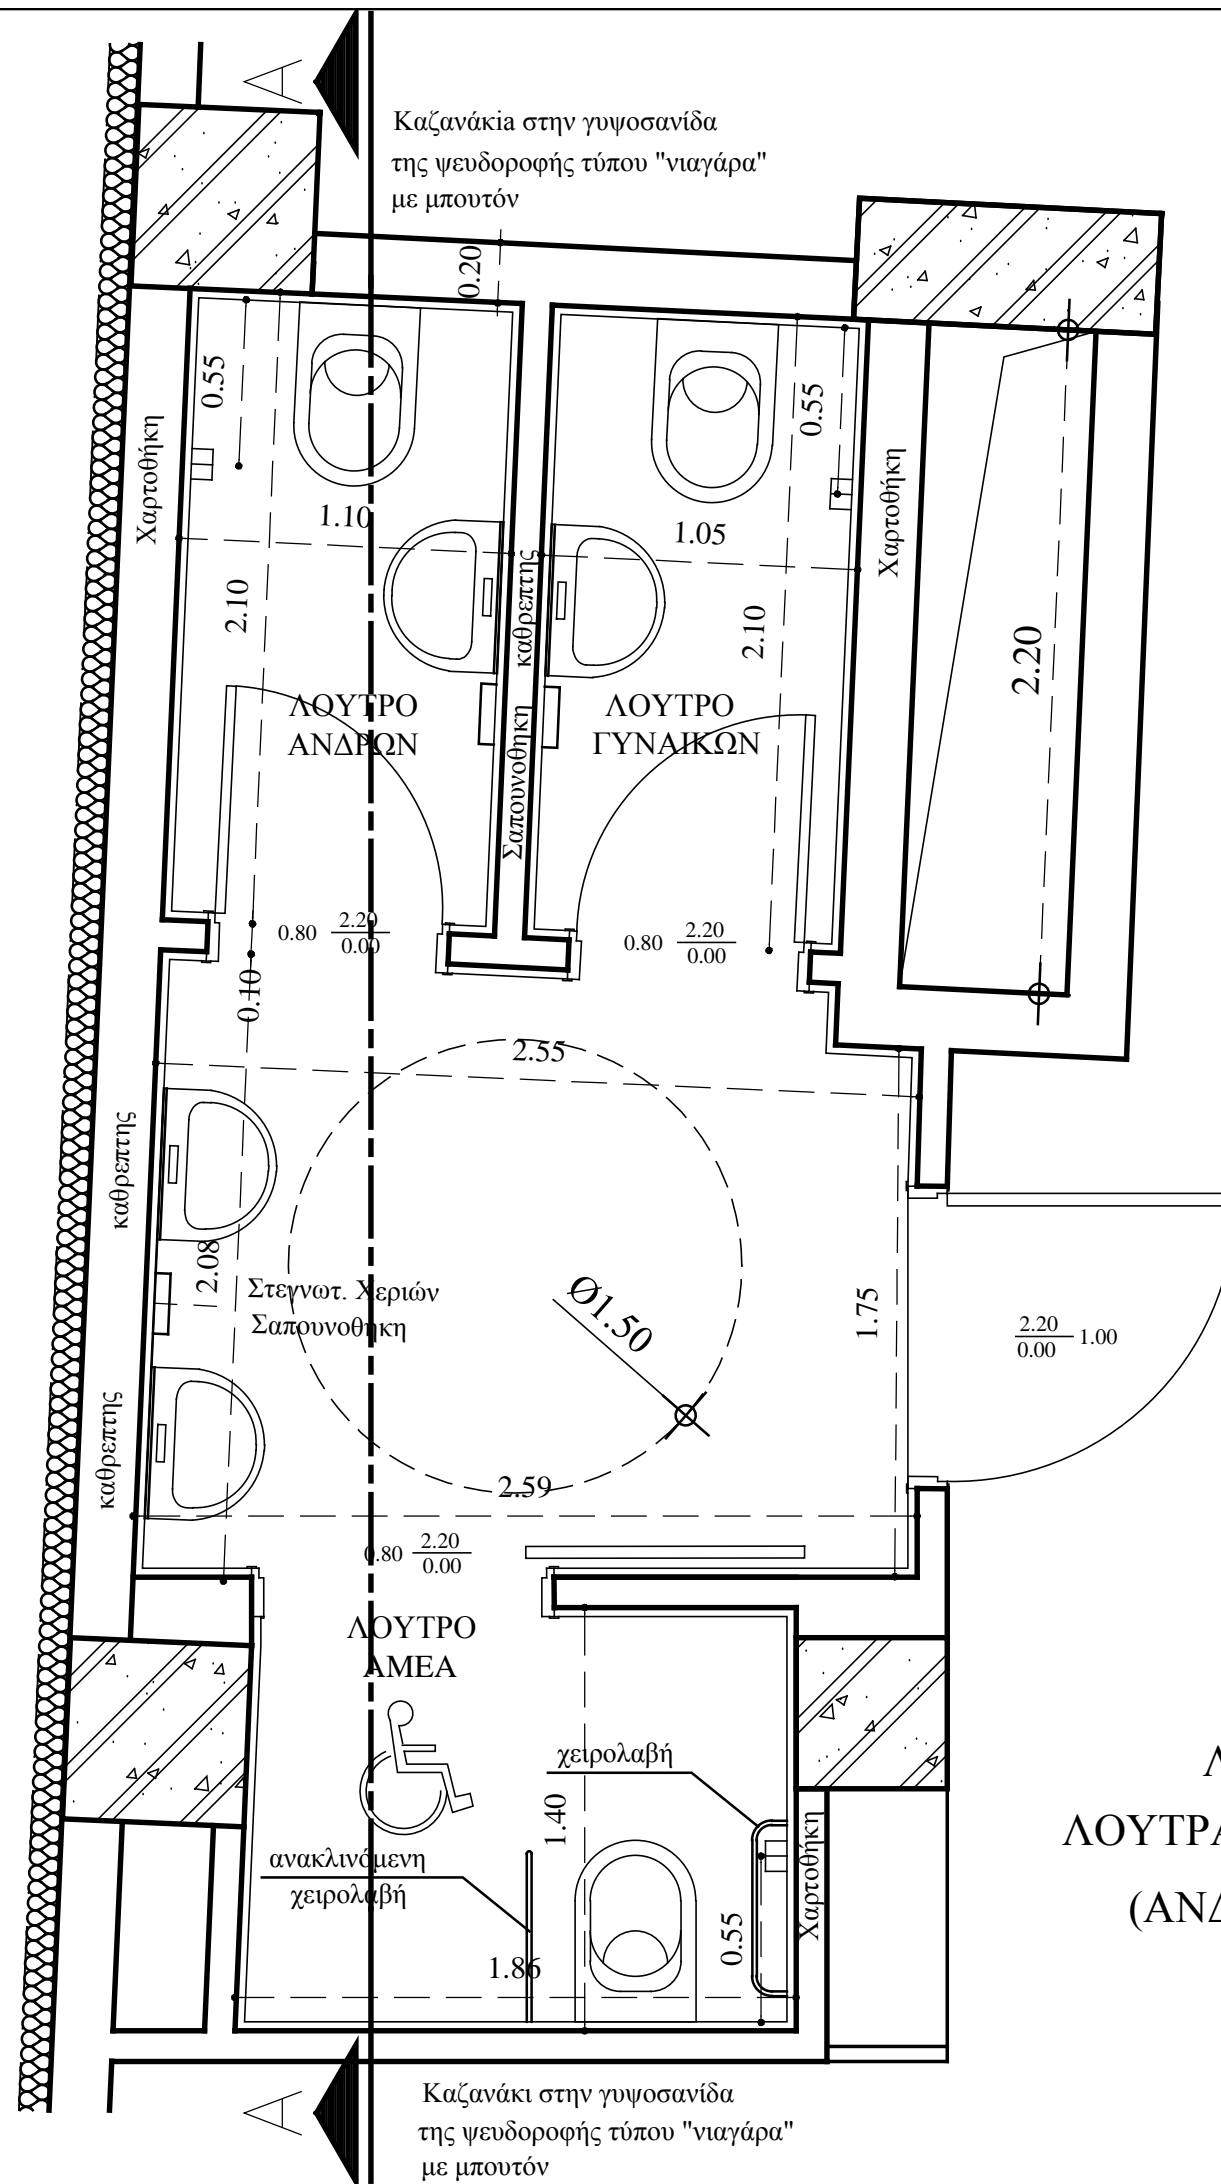 A
Καζανάκia στην γυψοσανίδα
της ψευδοροφής τύπου "νιαγάρα"
με μπουτόν
0.20
0.55
0.55
Χαρτοθήκη
Χαρτοθήκη
1.10
1.05
2.10
2.10
καθρεπτης
2.20
ΛΟΥΤΡΟ
ΑΝΔΡΩΝ
ΛΟΥΤΡΟ
ΓΥΝΑΙΚΩΝ
Σαπουνοθηκη
0.80 2.20
0.00
0.80 2.20
0.00
0.10
2.55
καθρεπτης
2.08
Στεγνωτ. Χεριών
Σαπουνοθηκη
Ø1.50
1.75
2.20
0.00 1.00
καθρεπτης
2.59
0.80 2.20
0.00
ΛΟΥΤΡΟ
ΑΜΕΑ
χειρολαβή
1.40
Λ
ΛΟΥΤΡΑ
(ΑΝΔ
ανακλινόμενη
χειρολαβή
Χαρτοθήκη
0.55
1.86
A
Καζανάκι στην γυψοσανίδα
της ψευδοροφής τύπου "νιαγάρα"
με μπουτόν